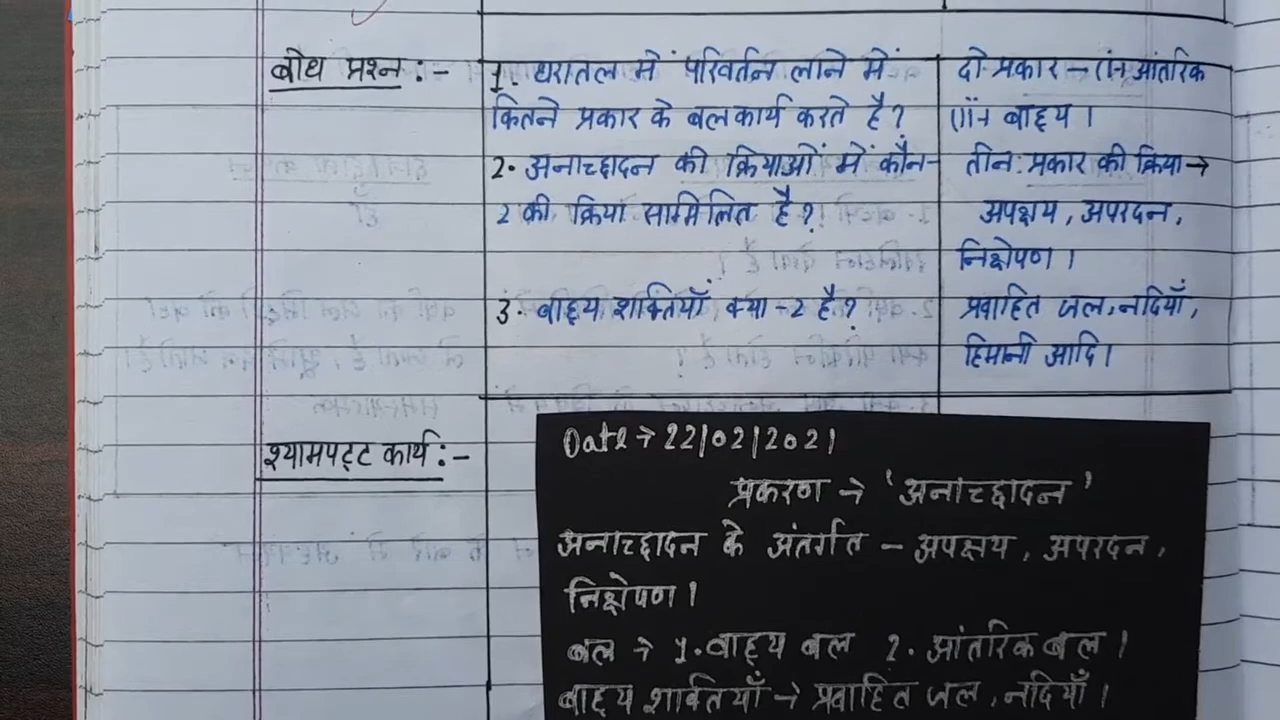 बोध प्रश्न :-
1. धरातल में परिवर्तन लाने में
कितने प्रकार के बल कार्य करते है?
2. अनाच्छादन की क्रियाओं में कौन-
2 की क्रिया सम्मिलित है?
3. वाह्य शक्तियाँ क्या -2 है?
दो प्रकार - (i) आंतरिक
(ii) बाह्य ।
तीन प्रकार की क्रिया →
अपक्षय, अपरदन,
निक्षेपण ।
प्रवाहित जल, नदियाँ,
हिमानी आदि ।
श्यामपट्ट कार्य :-
Date → 22/02/2021
प्रकरण → 'अनाच्छादन'
अनाच्छादन के अंतर्गत - अपक्षय, अपरदन,
निक्षेपण ।
बल → 1. वाह्य बल 2. आंतरिक बल ।
बाह्य शक्तियाँ → प्रवाहित जल, नदियाँ ।